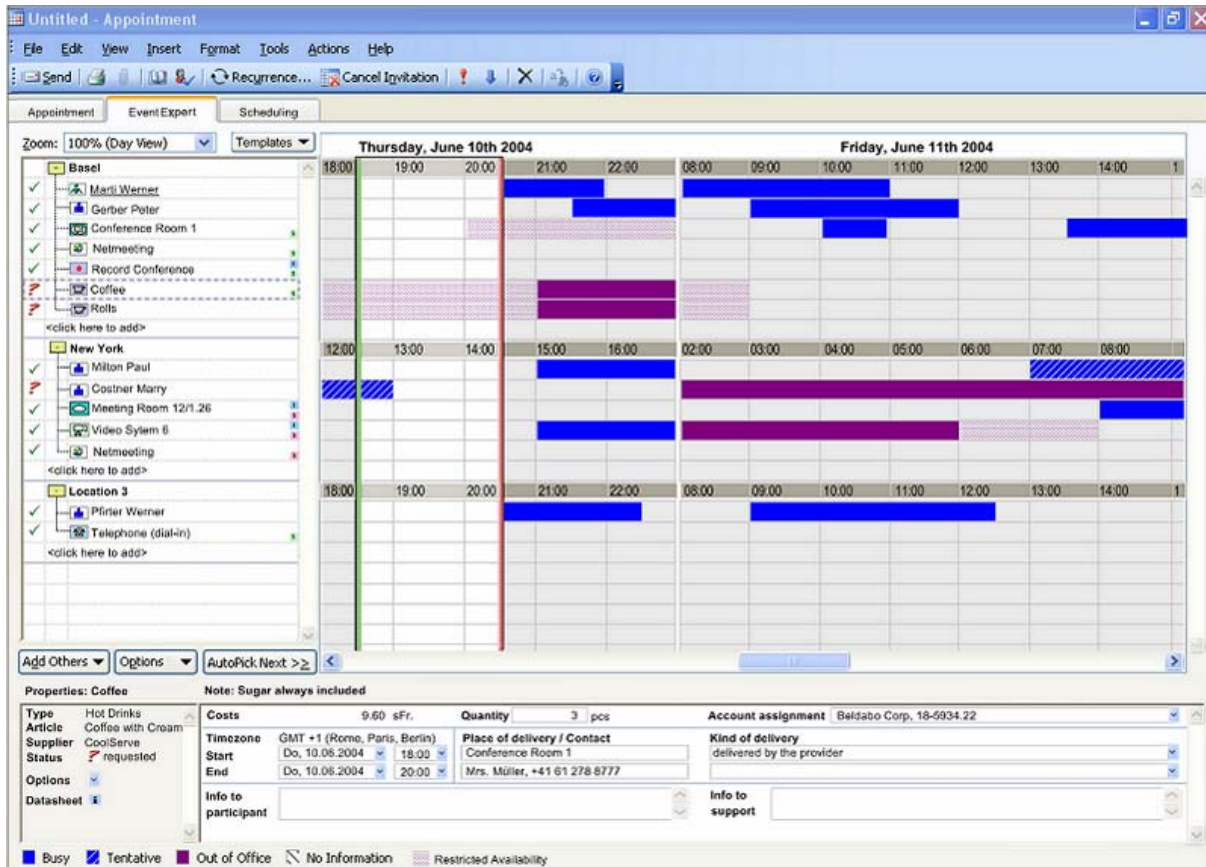 Untitled - Appointment
File Edit View Insert Format Tools Actions Help
Send Recurrence... Cancel Invitation
Appointment EventExpert Scheduling
Zoom: 100% (Day View) Templates
Thursday, June 10th 2004 Friday, June 11th 2004
Basel 18:00 19:00 20:00 21:00 22:00 08:00 09:00 10:00 11:00 12:00 13:00 14:00 1
Marti Werner
Gerber Peter
Conference Room 1
Netmeeting
Record Conference
Coffee
Rolls
<click here to add>
New York 12:00 13:00 14:00 15:00 16:00 02:00 03:00 04:00 05:00 06:00 07:00 08:00
Milton Paul
Costner Marry
Meeting Room 12/1.26
Video Sytem 6
Netmeeting
<click here to add>
Location 3 18:00 19:00 20:00 21:00 22:00 08:00 09:00 10:00 11:00 12:00 13:00 14:00 1
Pfirter Werner
Telephone (dial-in)
<click here to add>
Add Others Options AutoPick Next >>
Properties: Coffee Note: Sugar always included
Type Hot Drinks Costs 9.60 sFr. Quantity 3 pcs Account assignment Beldabo Corp, 18-5934.22
Article Coffee with Cream
Supplier CoolServe Timezone GMT +1 (Rome, Paris, Berlin) Place of delivery / Contact Kind of delivery
Status ? requested Start Do, 10.06.2004 18:00 Conference Room 1 delivered by the provider
End Do, 10.06.2004 20:00 Mrs. Müller, +41 61 278 8777
Options
Datasheet Info to participant Info to support
Busy Tentative Out of Office No Information Restricted Availability